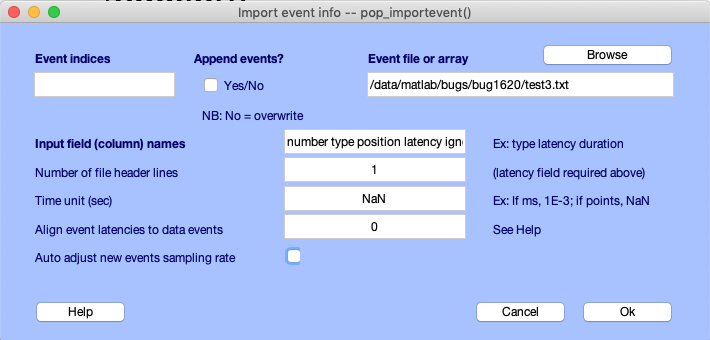 Import event info -- pop_importevent()
Event indices Append events? Event file or array Browse
Yes/No /data/matlab/bugs/bug1620/test3.txt
NB: No = overwrite
Input field (column) names number type position latency Ex: type latency duration
Number of file header lines 1 (latency field required above)
Time unit (sec) NaN Ex: If ms, 1E-3; if points, NaN
Align event latencies to data events 0 See Help
Auto adjust new events sampling rate
Help Cancel Ok